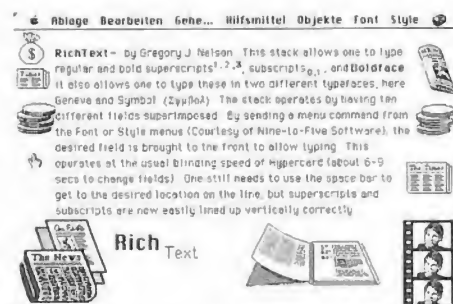 Ablage Bearbeiten Gehe... Hilfsmittel Objekte Font Style
RichText- by Gregory J. Nelson. This stack allows one to type
regular and bold superscripts1,2,3, subscripts0,1, and Boldface
It also allows one to type these in two different typefaces, here
Geneva and Symbol (Σψμβολ). The stack operates by having ten
different fields superimposed. By sending a menu command from
the Font or Style menus (Courtesy of Nine-to-Five Software), the
desired field is brought to the front to allow typing. This
operates at the usual blinding speed of Hypercard (about 6-9
secs to change fields). One still needs to use the space bar to
get to the desired location on the line, but superscripts and
subscripts are now easily lined up vertically correctly
The Times
The News
Rich Text